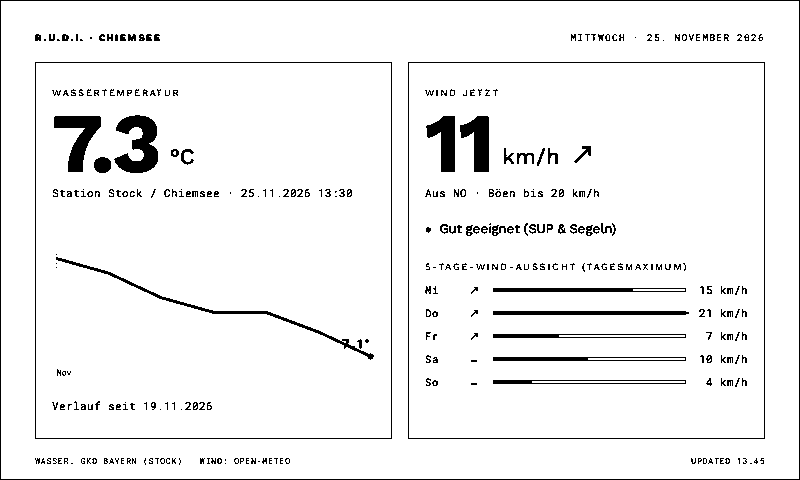 R.U.D.I. · CHIEMSEE
MITTWOCH · 25. NOVEMBER 2026
WASSERTEMPERATUR
7.3 °C
Station Stock / Chiemsee · 25.11.2026 13:30
7.1°
Nov
Verlauf seit 19.11.2026
WIND JETZT
11 km/h ↗
Aus NO · Böen bis 20 km/h
• Gut geeignet (SUP & Segeln)
5-TAGE-WIND-AUSSICHT (TAGESMAXIMUM)
Mi ↗ 15 km/h
Do ↗ 21 km/h
Fr ↗ 7 km/h
Sa – 10 km/h
So – 4 km/h
WASSER: GKD BAYERN (STOCK) WIND: OPEN-METEO
UPDATED 13:45